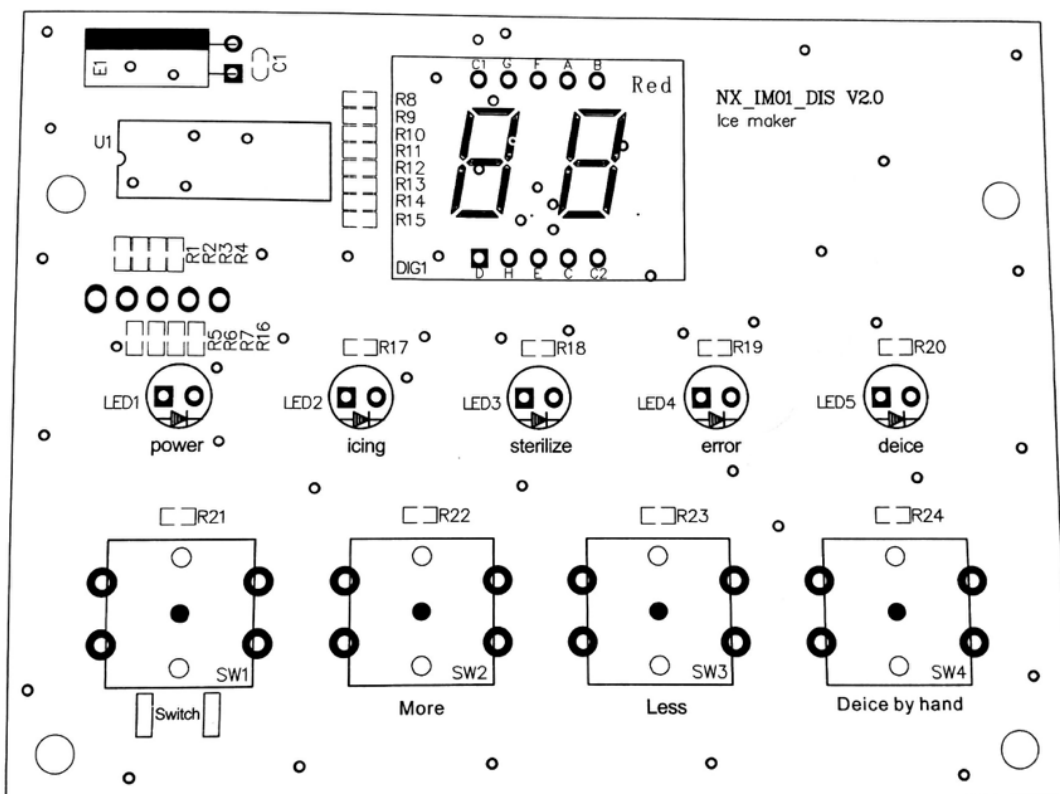 E1
C1
C1 G F A B
Red
NX_IM01_DIS V2.0
Ice maker
U1
R8
R9
R10
R11
R12
R13
R14
R15
DIG1
D H E C C2
R1
R2
R3
R4
R5
R6
R7
R16
R17
R18
R19
R20
LED1
LED2
LED3
LED4
LED5
power
icing
sterilize
error
deice
R21
R22
R23
R24
SW1
SW2
SW3
SW4
Switch
More
Less
Deice by hand